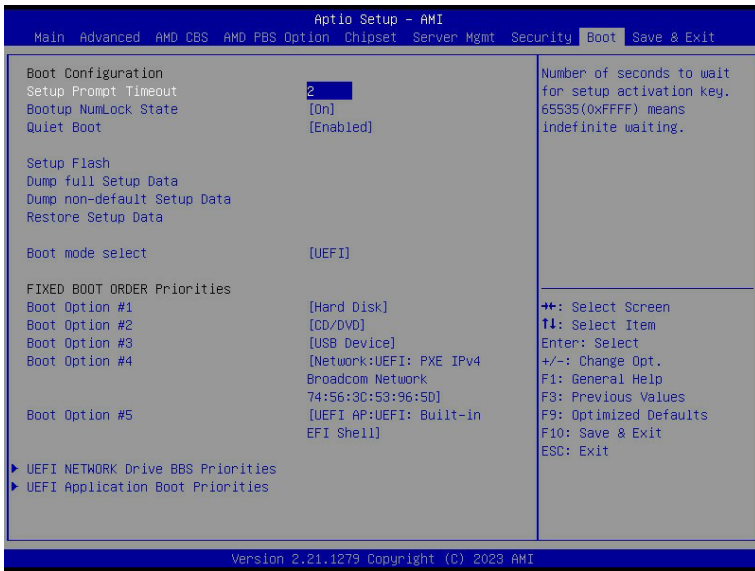 Aptio Setup - AMI
Main Advanced AMD CBS AMD PBS Option Chipset Server Mgmt Security Boot Save & Exit
Boot Configuration
Setup Prompt Timeout 2
Bootup NumLock State [On]
Quiet Boot [Enabled]
Setup Flash
Dump full Setup Data
Dump non-default Setup Data
Restore Setup Data
Boot mode select [UEFI]
FIXED BOOT ORDER Priorities
Boot Option #1 [Hard Disk]
Boot Option #2 [CD/DVD]
Boot Option #3 [USB Device]
Boot Option #4 [Network:UEFI: PXE IPv4
Broadcom Network
74:56:3C:53:96:5D]
Boot Option #5 [UEFI AP:UEFI: Built-in
EFI Shell]
▶ UEFI NETWORK Drive BBS Priorities
▶ UEFI Application Boot Priorities
Number of seconds to wait
for setup activation key.
65535(0xFFFF) means
indefinite waiting.
→←: Select Screen
↑↓: Select Item
Enter: Select
+/-: Change Opt.
F1: General Help
F3: Previous Values
F9: Optimized Defaults
F10: Save & Exit
ESC: Exit
Version 2.21.1279 Copyright (C) 2023 AMI